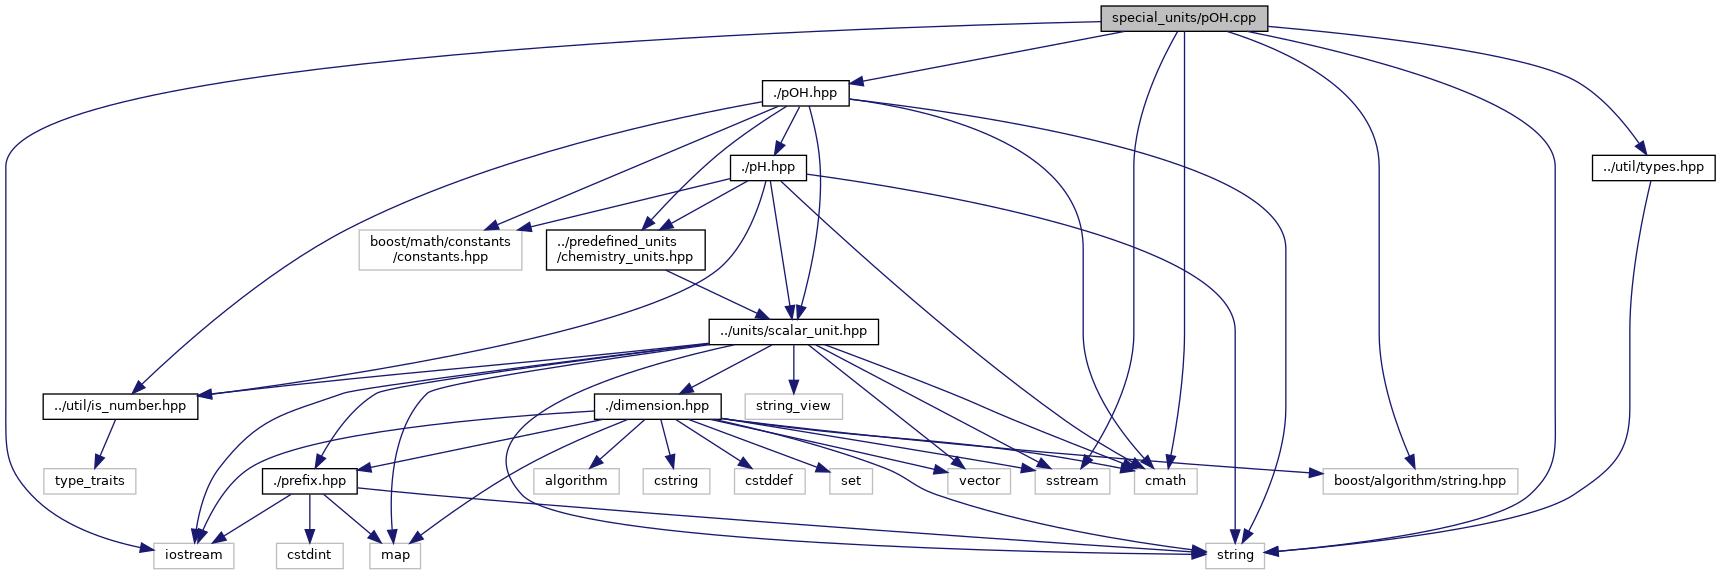 special_units/pOH.cpp
./pOH.hpp
./pH.hpp
../util/types.hpp
boost/math/constants
/constants.hpp
../predefined_units
/chemistry_units.hpp
../units/scalar_unit.hpp
../util/is_number.hpp
./dimension.hpp
string_view
type_traits
./prefix.hpp
algorithm
cstring
cstddef
set
vector
sstream
cmath
boost/algorithm/string.hpp
iostream
cstdint
map
string